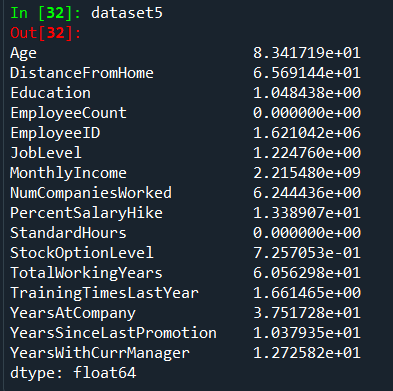 In [32]: dataset5
Out[32]:
Age 8.341719e+01
DistanceFromHome 6.569144e+01
Education 1.048438e+00
EmployeeCount 0.000000e+00
EmployeeID 1.621042e+06
JobLevel 1.224760e+00
MonthlyIncome 2.215480e+09
NumCompaniesWorked 6.244436e+00
PercentSalaryHike 1.338907e+01
StandardHours 0.000000e+00
StockOptionLevel 7.257053e-01
TotalWorkingYears 6.056298e+01
TrainingTimesLastYear 1.661465e+00
YearsAtCompany 3.751728e+01
YearsSinceLastPromotion 1.037935e+01
YearsWithCurrManager 1.272582e+01
dtype: float64